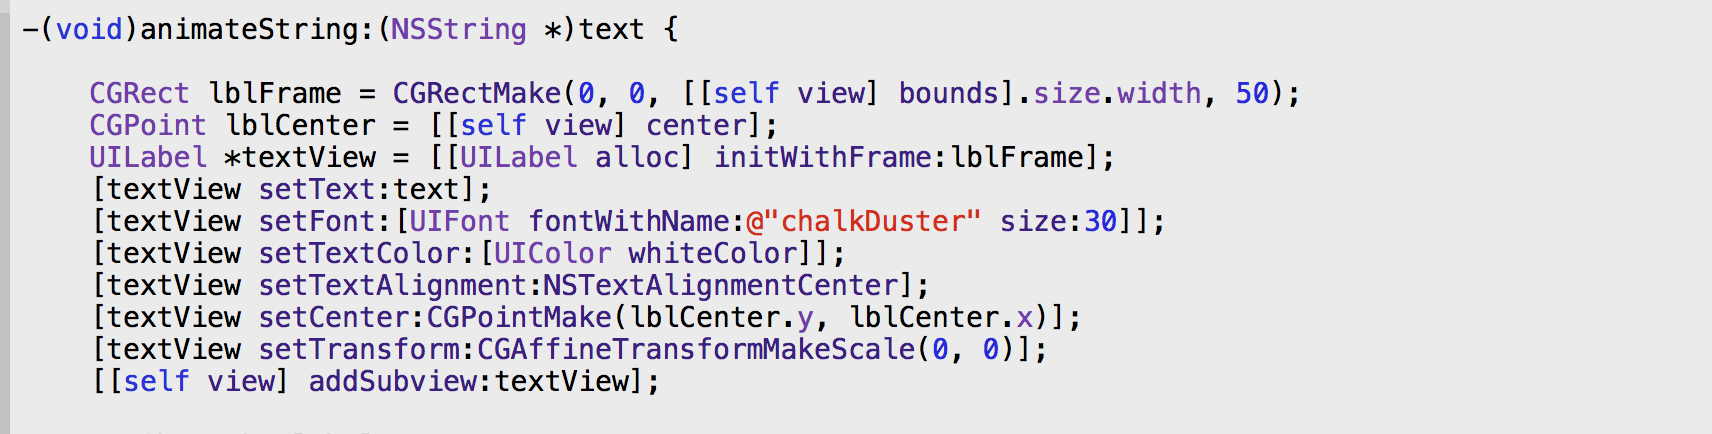 -(void)animateString:(NSString *)text {
CGRect lblFrame = CGRectMake(0, 0, [[self view] bounds].size.width, 50);
CGPoint lblCenter = [[self view] center];
UILabel *textView = [[UILabel alloc] initWithFrame:lblFrame];
[textView setText:text];
[textView setFont:[UIFont fontWithName:@"chalkDuster" size:30]];
[textView setTextColor:[UIColor whiteColor]];
[textView setTextAlignment:NSTextAlignmentCenter];
[textView setCenter:CGPointMake(lblCenter.y, lblCenter.x)];
[textView setTransform:CGAffineTransformMakeScale(0, 0)];
[[self view] addSubview:textView];